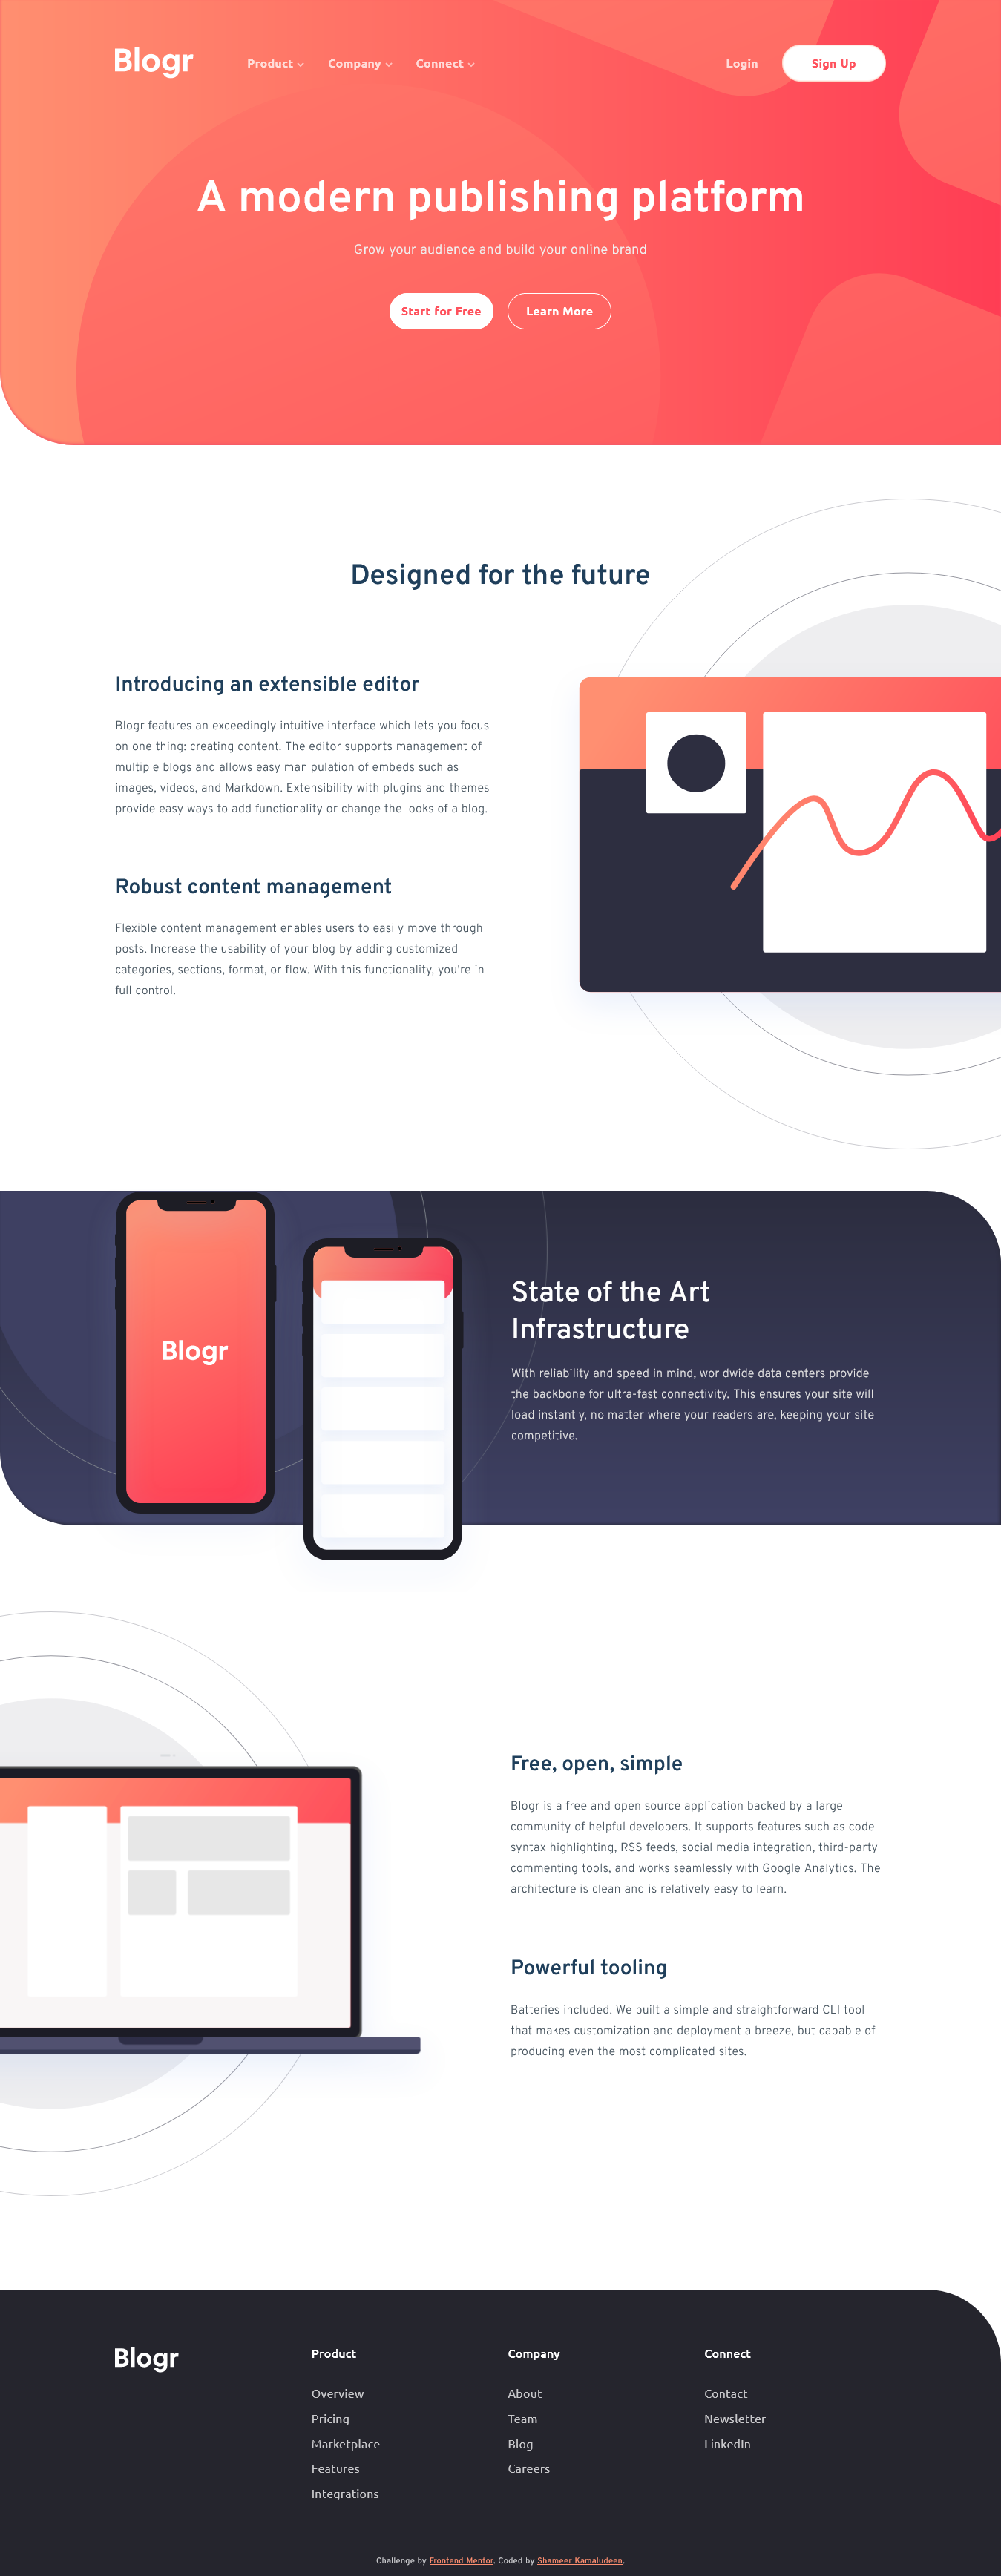 Blogr
Product
Company
Connect
Login
Sign Up
A modern publishing platform
Grow your audience and build your online brand
Start for Free
Learn More
Designed for the future
Introducing an extensible editor
Blogr features an exceedingly intuitive interface which lets you focus
on one thing: creating content. The editor supports management of
multiple blogs and allows easy manipulation of embeds such as
images, videos, and Markdown. Extensibility with plugins and themes
provide easy ways to add functionality or change the looks of a blog.
Robust content management
Flexible content management enables users to easily move through
posts. Increase the usability of your blog by adding customized
categories, sections, format, or flow. With this functionality, you're in
full control.
Blogr
State of the Art
Infrastructure
With reliability and speed in mind, worldwide data centers provide
the backbone for ultra-fast connectivity. This ensures your site will
load instantly, no matter where your readers are, keeping your site
competitive.
Free, open, simple
Blogr is a free and open source application backed by a large
community of helpful developers. It supports features such as code
syntax highlighting, RSS feeds, social media integration, third-party
commenting tools, and works seamlessly with Google Analytics. The
architecture is clean and is relatively easy to learn.
Powerful tooling
Batteries included. We built a simple and straightforward CLI tool
that makes customization and deployment a breeze, but capable of
producing even the most complicated sites.
Blogr
Product
Overview
Pricing
Marketplace
Features
Integrations
Company
About
Team
Blog
Careers
Connect
Contact
Newsletter
LinkedIn
Challenge by Frontend Mentor. Coded by Shameer Kamaludeen.